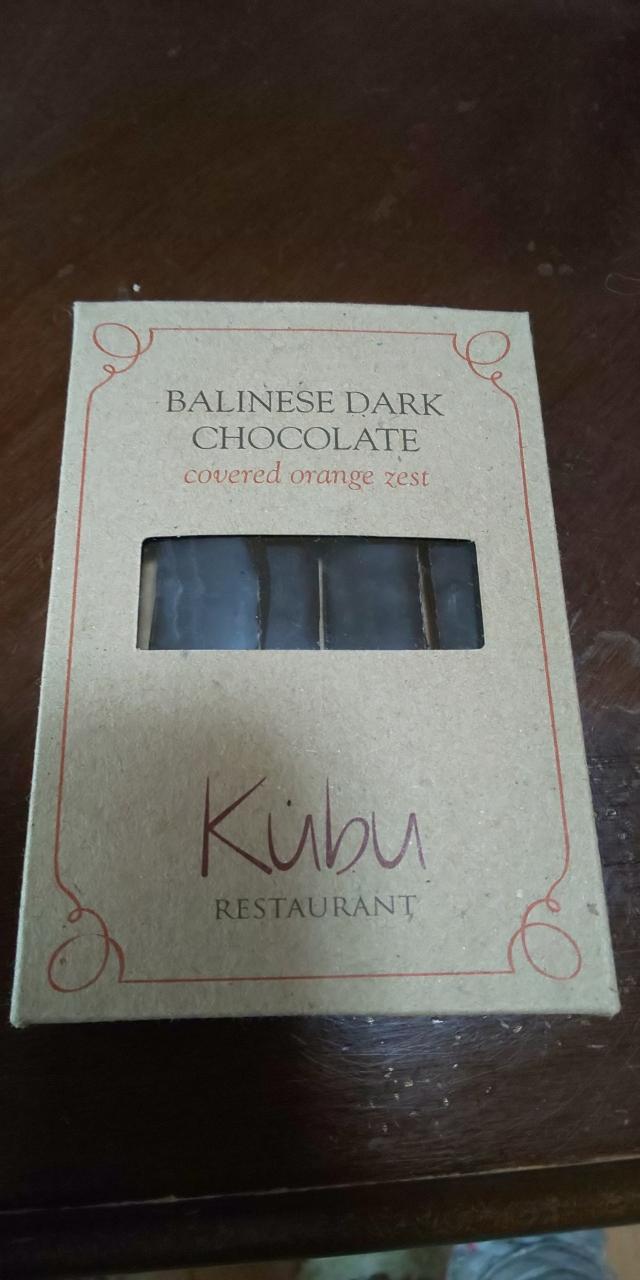 BALINESE DARK
CHOCOLATE
covered orange zest
Kubu
RESTAURANT